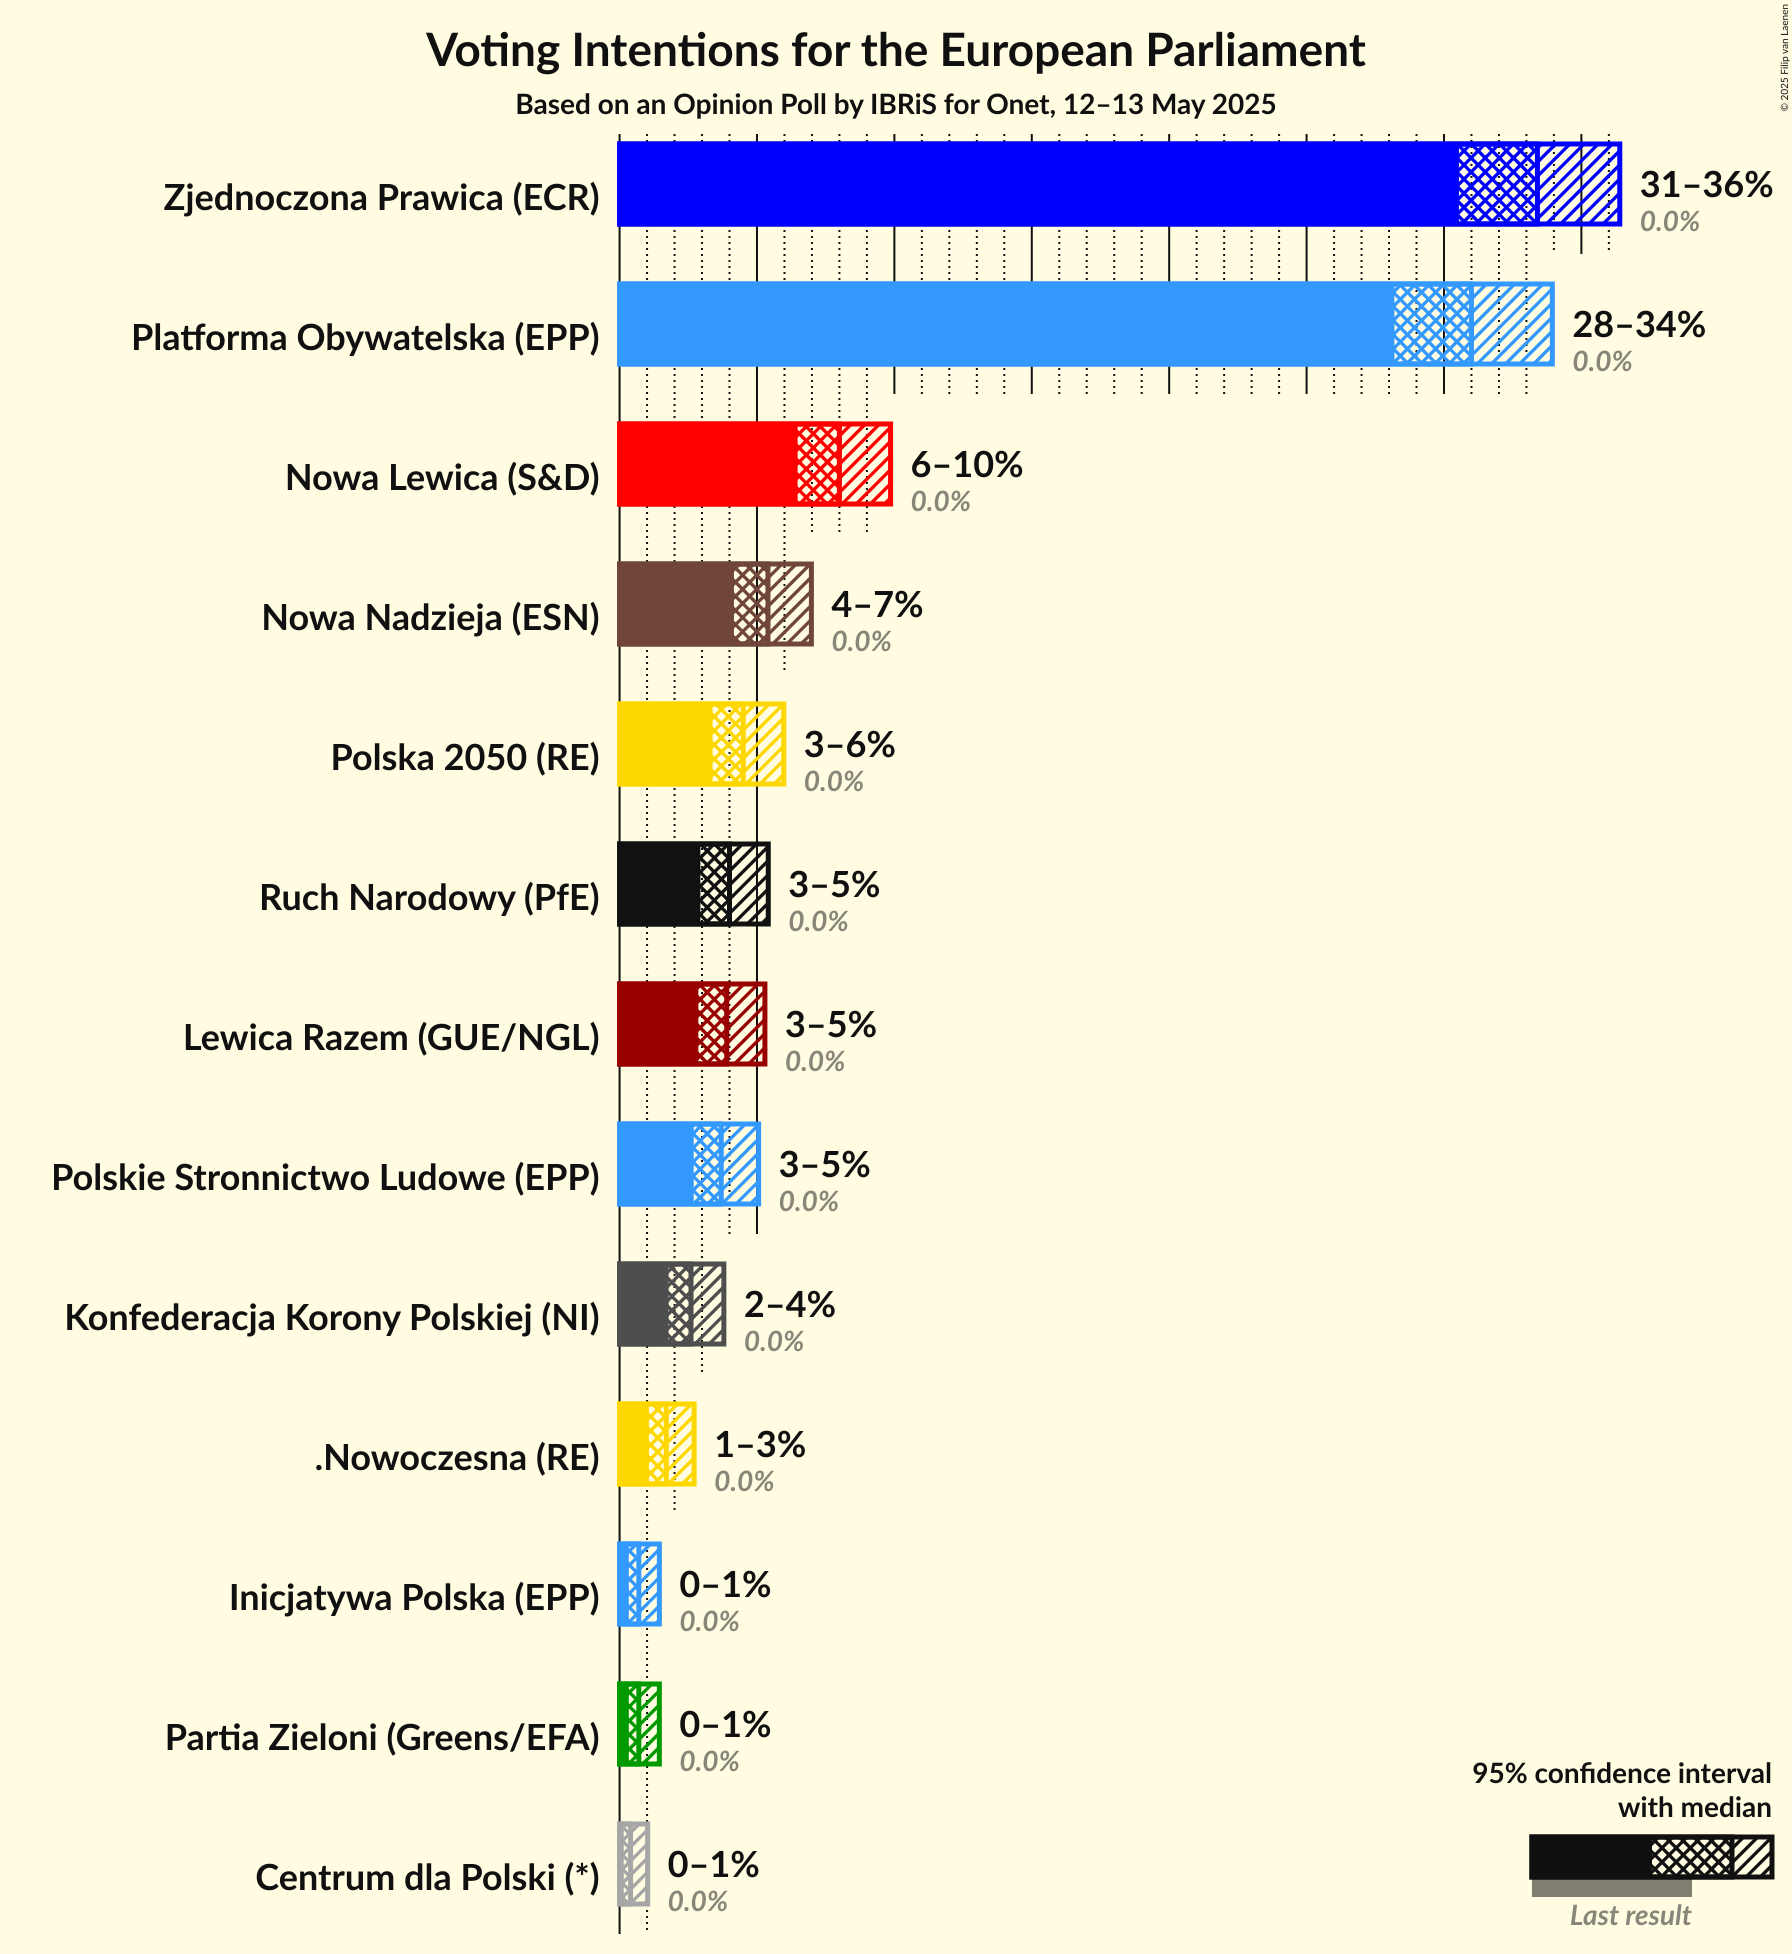 Voting Intentions for the European Parliament
Based on an Opinion Poll by IBRiS for Onet, 12–13 May 2025
© 2025 Filip van Laenen
Zjednoczona Prawica (ECR)
31–36%
0.0%
Platforma Obywatelska (EPP)
28–34%
0.0%
Nowa Lewica (S&D)
6–10%
0.0%
Nowa Nadzieja (ESN)
4–7%
0.0%
Polska 2050 (RE)
3–6%
0.0%
Ruch Narodowy (PfE)
3–5%
0.0%
Lewica Razem (GUE/NGL)
3–5%
0.0%
Polskie Stronnictwo Ludowe (EPP)
3–5%
0.0%
Konfederacja Korony Polskiej (NI)
2–4%
0.0%
.Nowoczesna (RE)
1–3%
0.0%
Inicjatywa Polska (EPP)
0–1%
0.0%
Partia Zieloni (Greens/EFA)
0–1%
0.0%
Centrum dla Polski (*)
0–1%
0.0%
95% confidence interval
with median
Last result